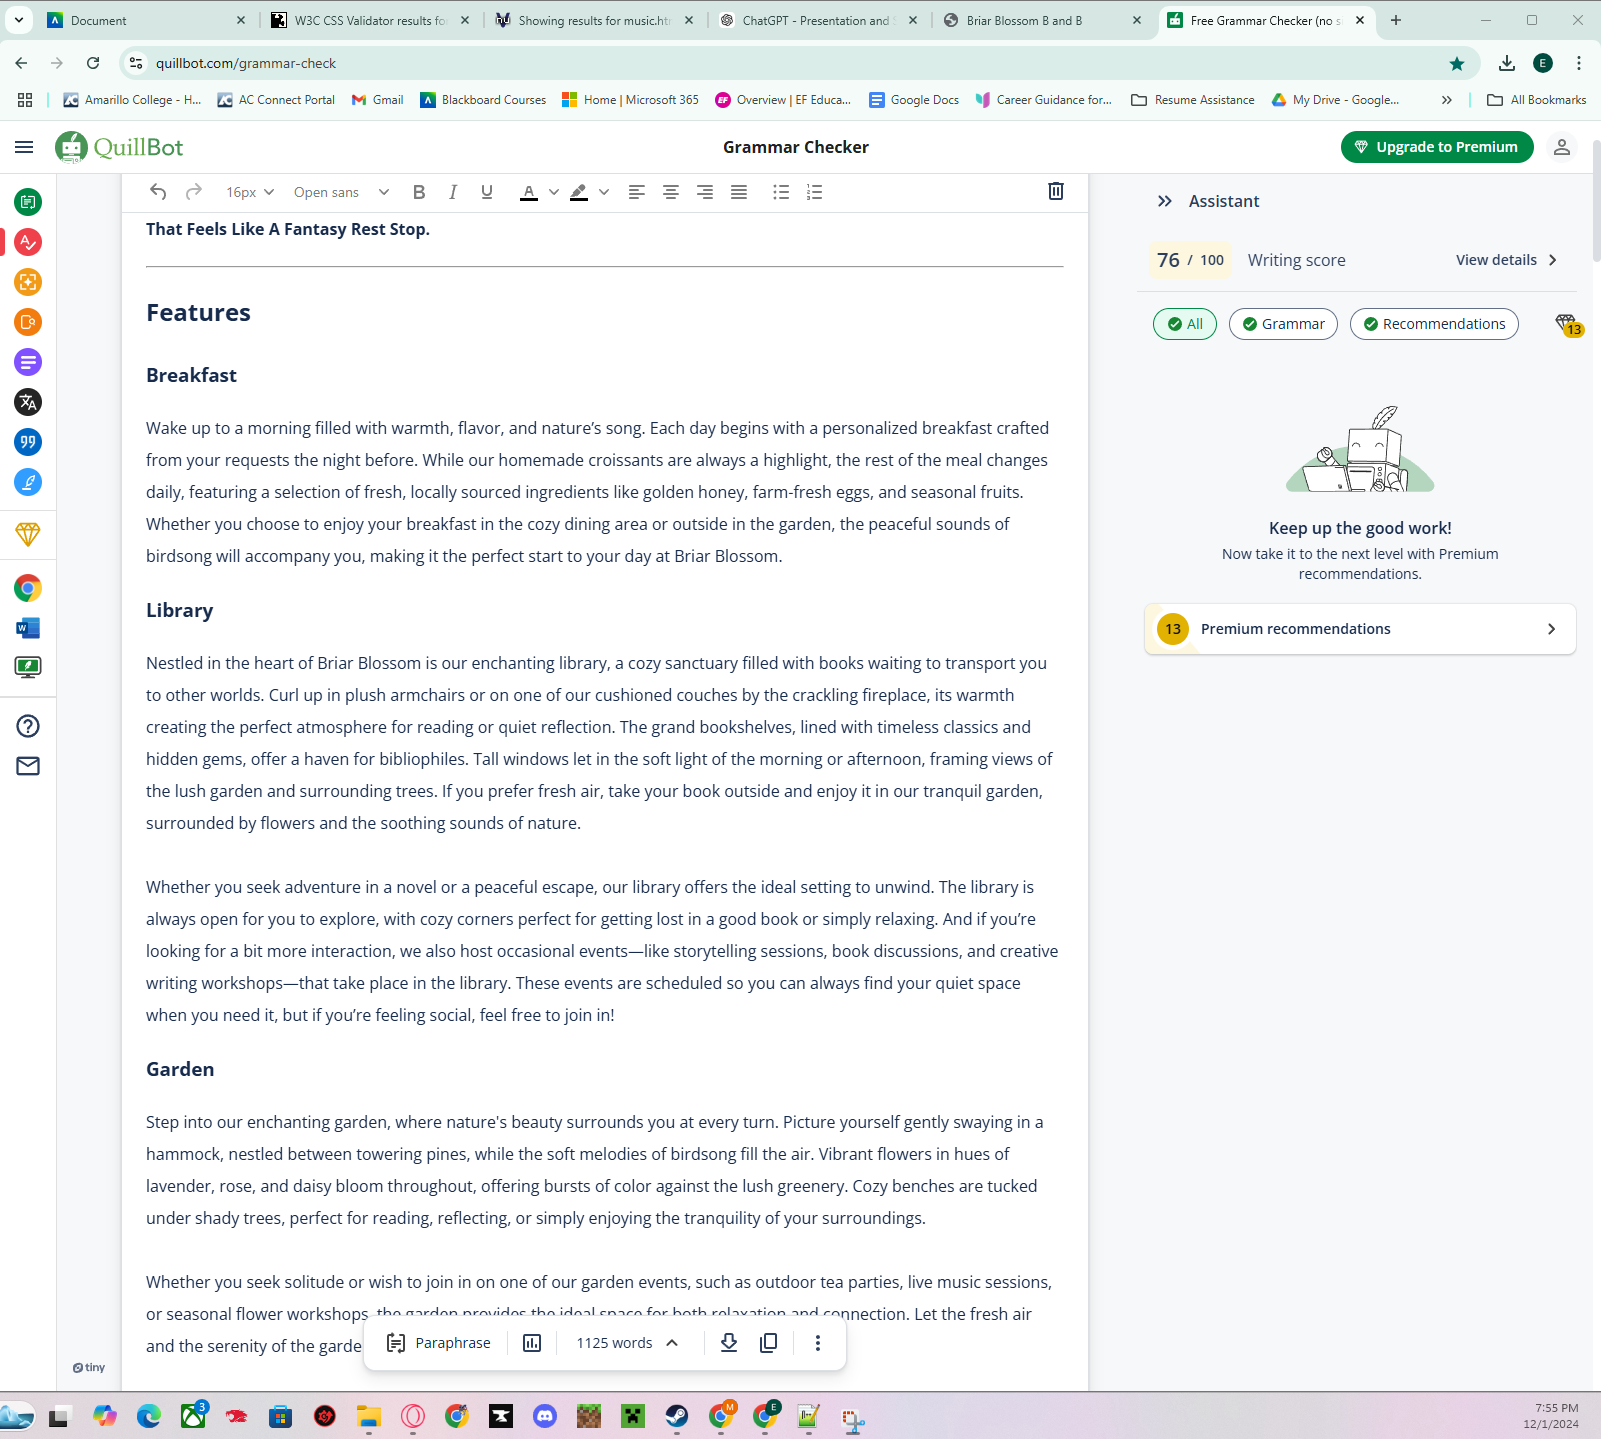 Document
W3C CSS Validator results fo
Showing results for music.ht
ChatGPT - Presentation and S
Briar Blossom B and B
Free Grammar Checker (no s
quillbot.com/grammar-check
E
Amarillo College - H...
AC Connect Portal
Gmail
Blackboard Courses
Home | Microsoft 365
EF
Overview | EF Educa...
Google Docs
Career Guidance for...
Resume Assistance
My Drive - Google...
All Bookmarks
QuillBot
Grammar Checker
Upgrade to Premium
16px
Open sans
B I U A
That Feels Like A Fantasy Rest Stop.
Features
Breakfast
Wake up to a morning filled with warmth, flavor, and nature’s song. Each day begins with a personalized breakfast crafted
from your requests the night before. While our homemade croissants are always a highlight, the rest of the meal changes
daily, featuring a selection of fresh, locally sourced ingredients like golden honey, farm-fresh eggs, and seasonal fruits.
Whether you choose to enjoy your breakfast in the cozy dining area or outside in the garden, the peaceful sounds of
birdsong will accompany you, making it the perfect start to your day at Briar Blossom.
Library
Nestled in the heart of Briar Blossom is our enchanting library, a cozy sanctuary filled with books waiting to transport you
to other worlds. Curl up in plush armchairs or on one of our cushioned couches by the crackling fireplace, its warmth
creating the perfect atmosphere for reading or quiet reflection. The grand bookshelves, lined with timeless classics and
hidden gems, offer a haven for bibliophiles. Tall windows let in the soft light of the morning or afternoon, framing views of
the lush garden and surrounding trees. If you prefer fresh air, take your book outside and enjoy it in our tranquil garden,
surrounded by flowers and the soothing sounds of nature.
Whether you seek adventure in a novel or a peaceful escape, our library offers the ideal setting to unwind. The library is
always open for you to explore, with cozy corners perfect for getting lost in a good book or simply relaxing. And if you’re
looking for a bit more interaction, we also host occasional events—like storytelling sessions, book discussions, and creative
writing workshops—that take place in the library. These events are scheduled so you can always find your quiet space
when you need it, but if you’re feeling social, feel free to join in!
Garden
Step into our enchanting garden, where nature's beauty surrounds you at every turn. Picture yourself gently swaying in a
hammock, nestled between towering pines, while the soft melodies of birdsong fill the air. Vibrant flowers in hues of
lavender, rose, and daisy bloom throughout, offering bursts of color against the lush greenery. Cozy benches are tucked
under shady trees, perfect for reading, reflecting, or simply enjoying the tranquility of your surroundings.
Whether you seek solitude or wish to join in on one of our garden events, such as outdoor tea parties, live music sessions,
or seasonal flower workshops, the garden provides the ideal space for both relaxation and connection. Let the fresh air
and the serenity of the garde
Paraphrase
1125 words
tiny
Assistant
76 / 100
Writing score
View details
All
Grammar
Recommendations
13
Keep up the good work!
Now take it to the next level with Premium
recommendations.
13
Premium recommendations
3
M
E
7:55 PM
12/1/2024